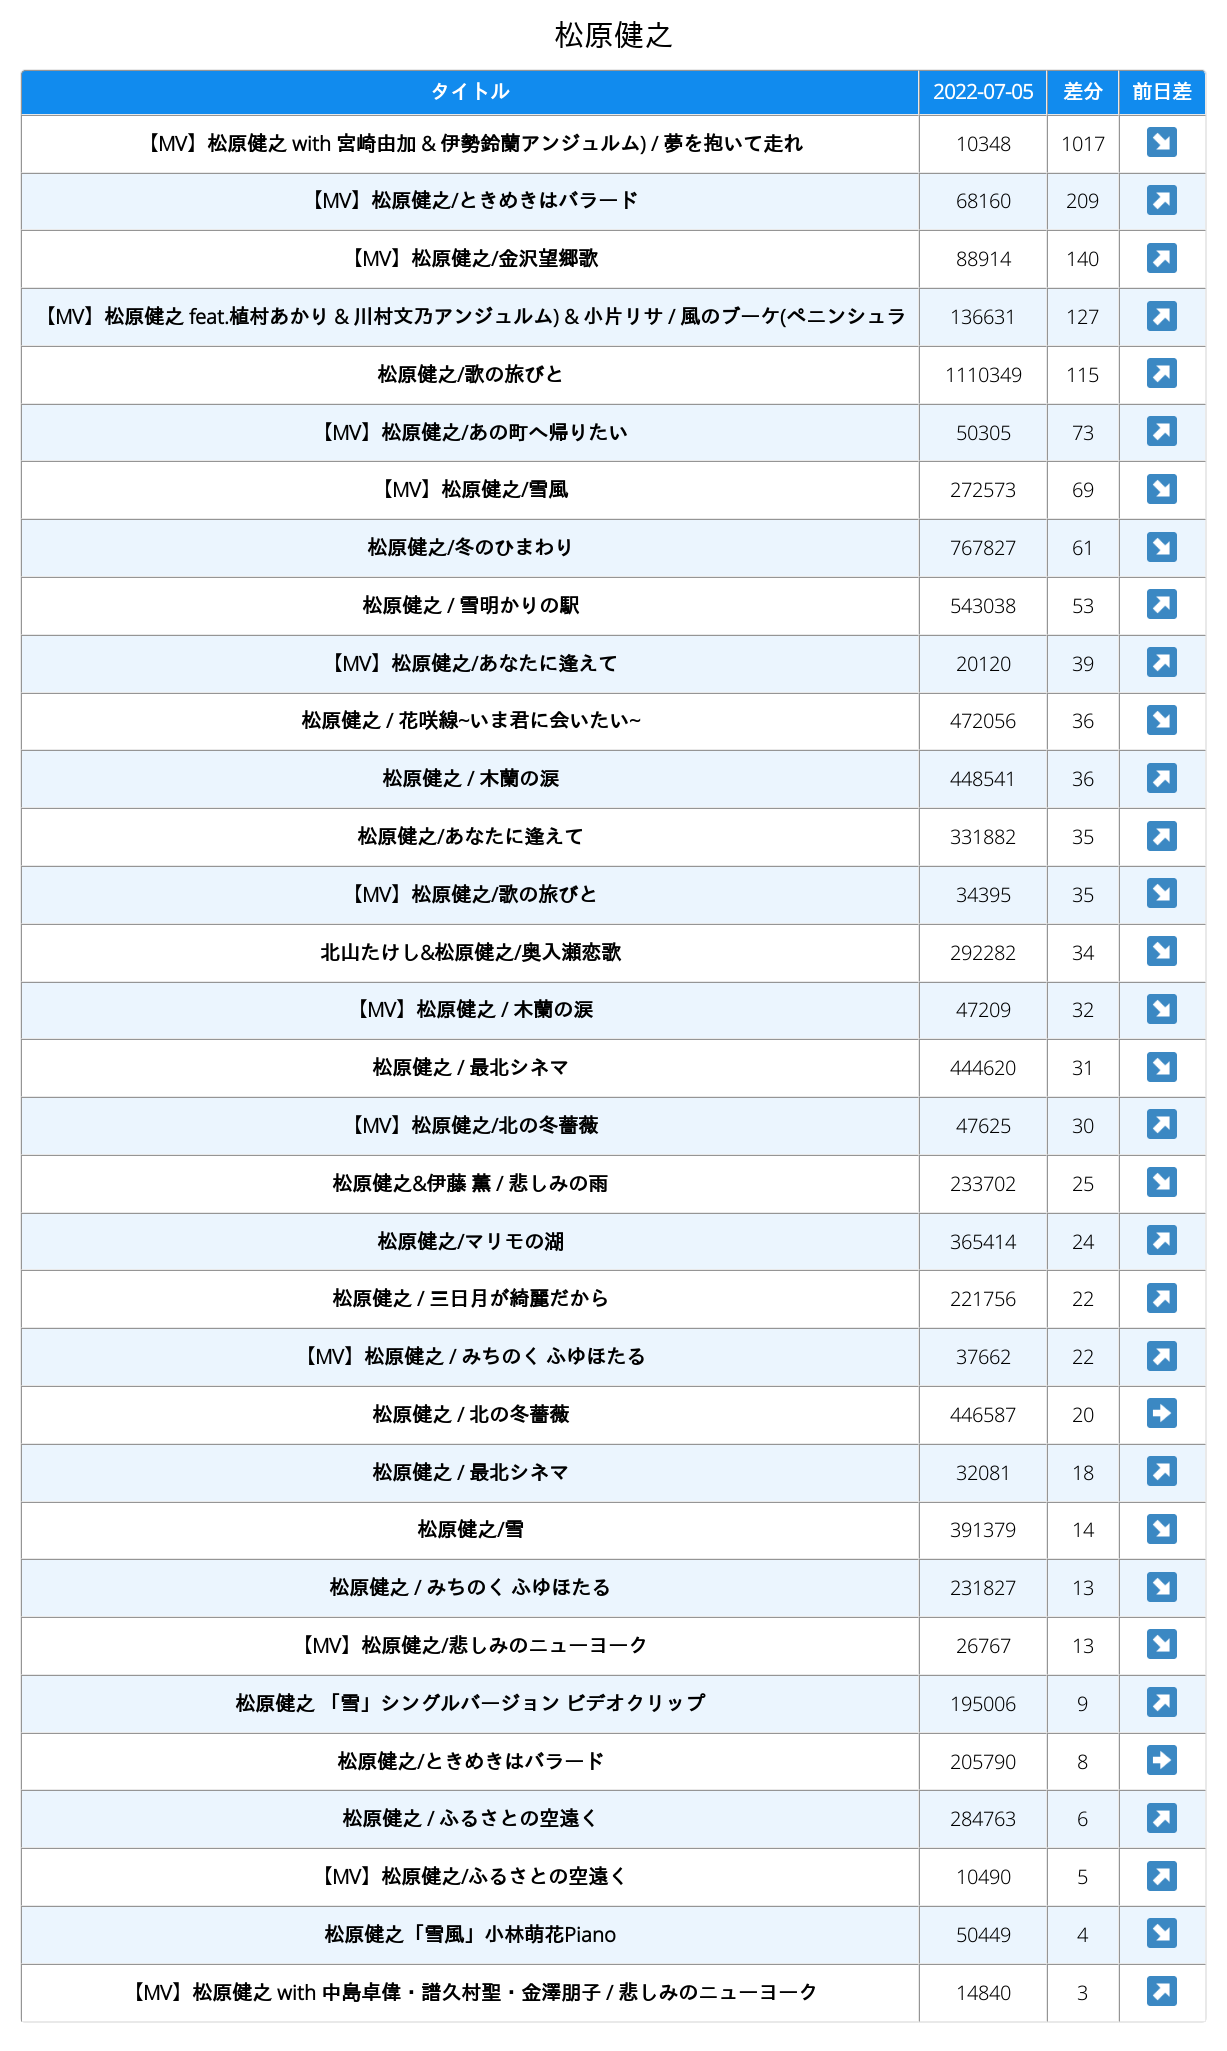 松原健之
タイトル 2022-07-05 差分 前日差
【MV】松原健之 with 宮崎由加 & 伊勢鈴蘭アンジュルム) / 夢を抱いて走れ 10348 1017 ↘
【MV】松原健之/ときめきはバラード 68160 209 ↗
【MV】松原健之/金沢望郷歌 88914 140 ↗
【MV】松原健之 feat.植村あかり & 川村文乃アンジュルム) & 小片リサ / 風のブーケ(ペニンシュラ 136631 127 ↗
松原健之/歌の旅びと 1110349 115 ↗
【MV】松原健之/あの町へ帰りたい 50305 73 ↗
【MV】松原健之/雪風 272573 69 ↘
松原健之/冬のひまわり 767827 61 ↘
松原健之 / 雪明かりの駅 543038 53 ↗
【MV】松原健之/あなたに逢えて 20120 39 ↗
松原健之 / 花咲線~いま君に会いたい~ 472056 36 ↘
松原健之 / 木蘭の涙 448541 36 ↗
松原健之/あなたに逢えて 331882 35 ↗
【MV】松原健之/歌の旅びと 34395 35 ↘
北山たけし&松原健之/奥入瀬恋歌 292282 34 ↘
【MV】松原健之 / 木蘭の涙 47209 32 ↘
松原健之 / 最北シネマ 444620 31 ↘
【MV】松原健之/北の冬薔薇 47625 30 ↗
松原健之&伊藤 薫 / 悲しみの雨 233702 25 ↘
松原健之/マリモの湖 365414 24 ↗
松原健之 / 三日月が綺麗だから 221756 22 ↗
【MV】松原健之 / みちのく ふゆほたる 37662 22 ↗
松原健之 / 北の冬薔薇 446587 20 ➡
松原健之 / 最北シネマ 32081 18 ↗
松原健之/雪 391379 14 ↘
松原健之 / みちのく ふゆほたる 231827 13 ↘
【MV】松原健之/悲しみのニューヨーク 26767 13 ↘
松原健之 「雪」シングルバージョン ビデオクリップ 195006 9 ↗
松原健之/ときめきはバラード 205790 8 ➡
松原健之 / ふるさとの空遠く 284763 6 ↗
【MV】松原健之/ふるさとの空遠く 10490 5 ↗
松原健之「雪風」小林萌花Piano 50449 4 ↘
【MV】松原健之 with 中島卓偉・譜久村聖・金澤朋子 / 悲しみのニューヨーク 14840 3 ↗